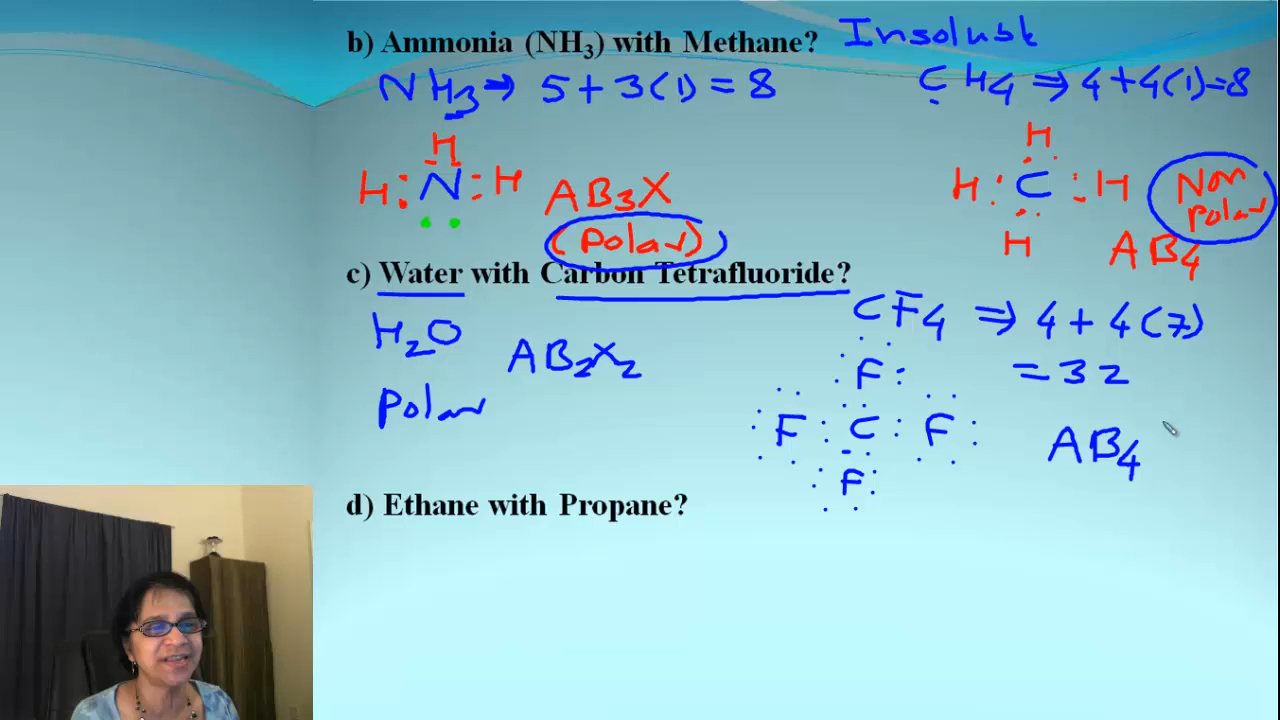 b) Ammonia (NH₃) with Methane? Insoluble
NH₃ ⇒ 5 + 3(1) = 8
CH₄ ⇒ 4 + 4(1) = 8
H
H : N : H
AB₃X
(Polar)
H
H : C : H
H
Non
polar
AB₄
c) Water with Carbon Tetrafluoride?
H₂O
AB₂X₂
Polar
CF₄ ⇒ 4 + 4(7)
= 32
F
F : C : F
F
AB₄
d) Ethane with Propane?